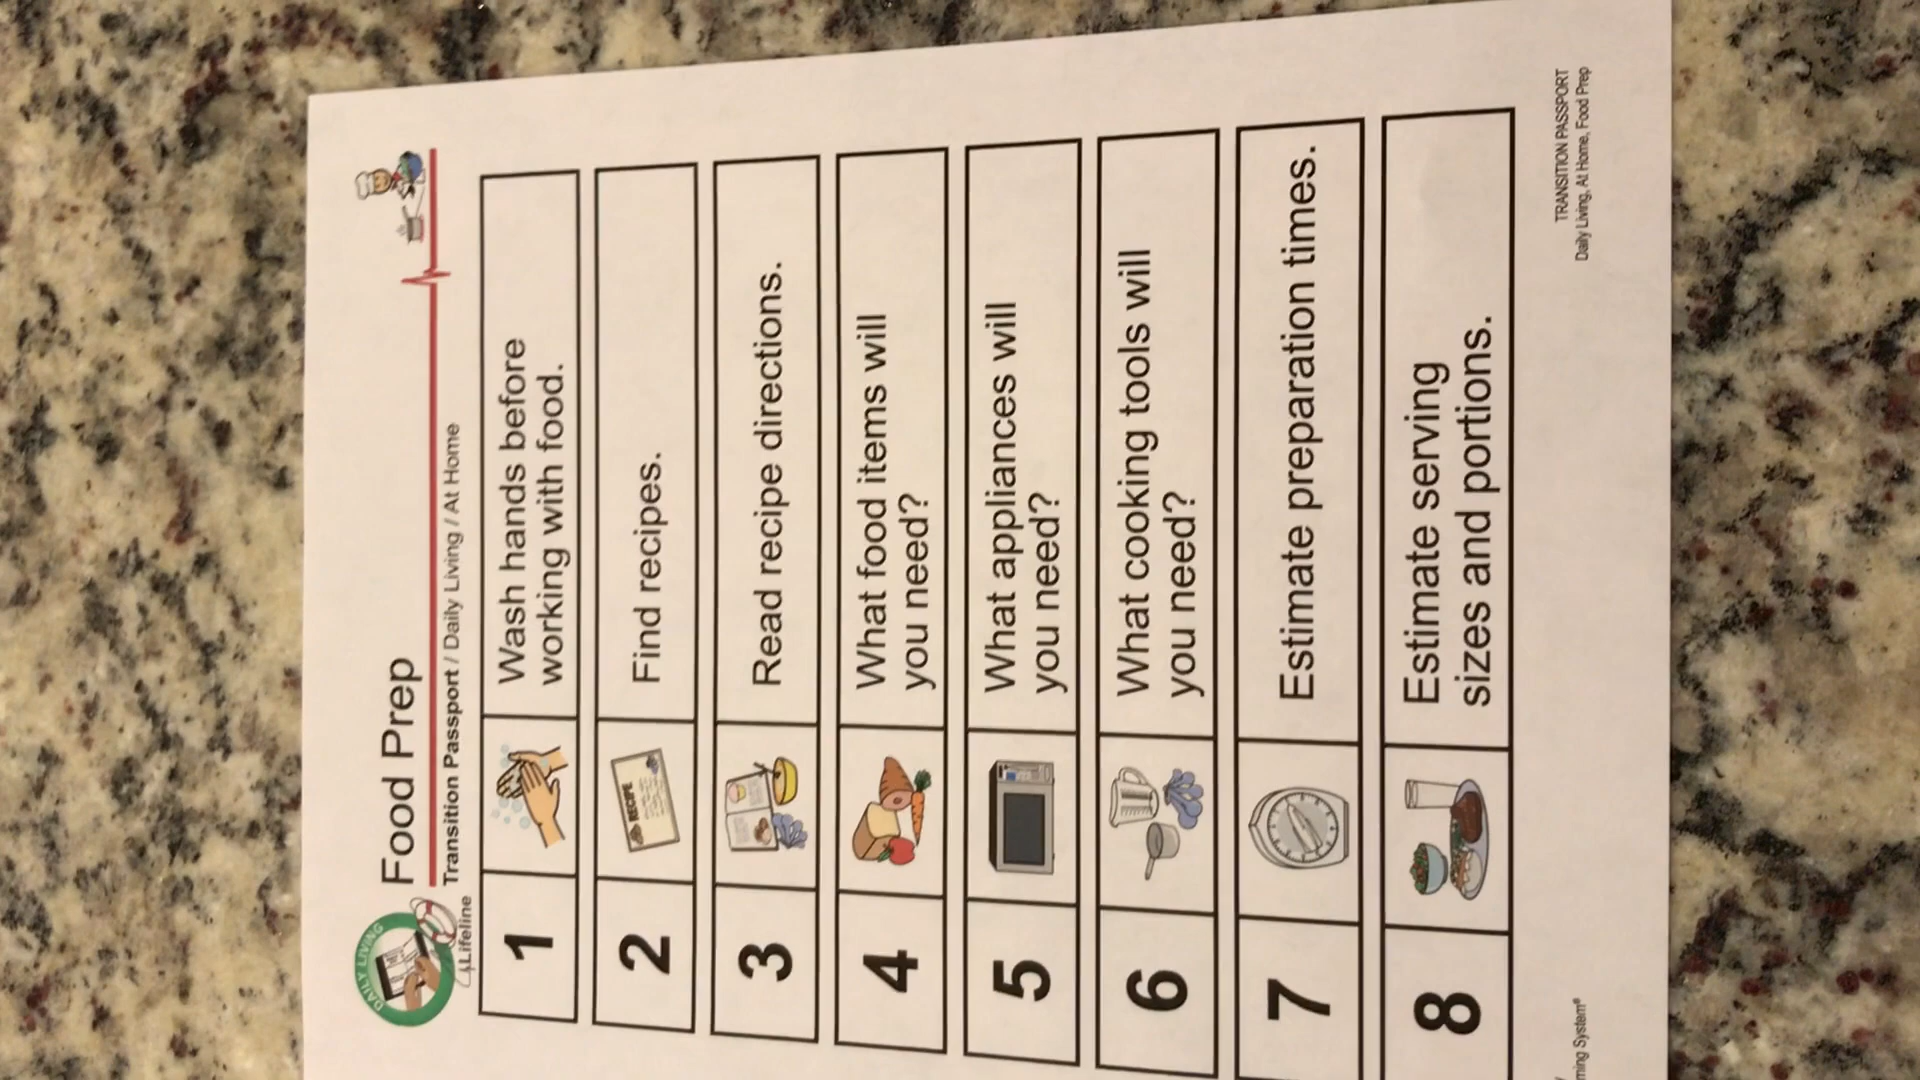 DAILY LIVING
Food Prep
Lifeline
Transition Passport / Daily Living / At Home
1
Wash hands before
working with food.
2
RECIPE
Find recipes.
3
Read recipe directions.
4
What food items will
you need?
5
What appliances will
you need?
6
What cooking tools will
you need?
7
Estimate preparation times.
8
Estimate serving
sizes and portions.
System®
TRANSITION PASSPORT
Daily Living, At Home, Food Prep